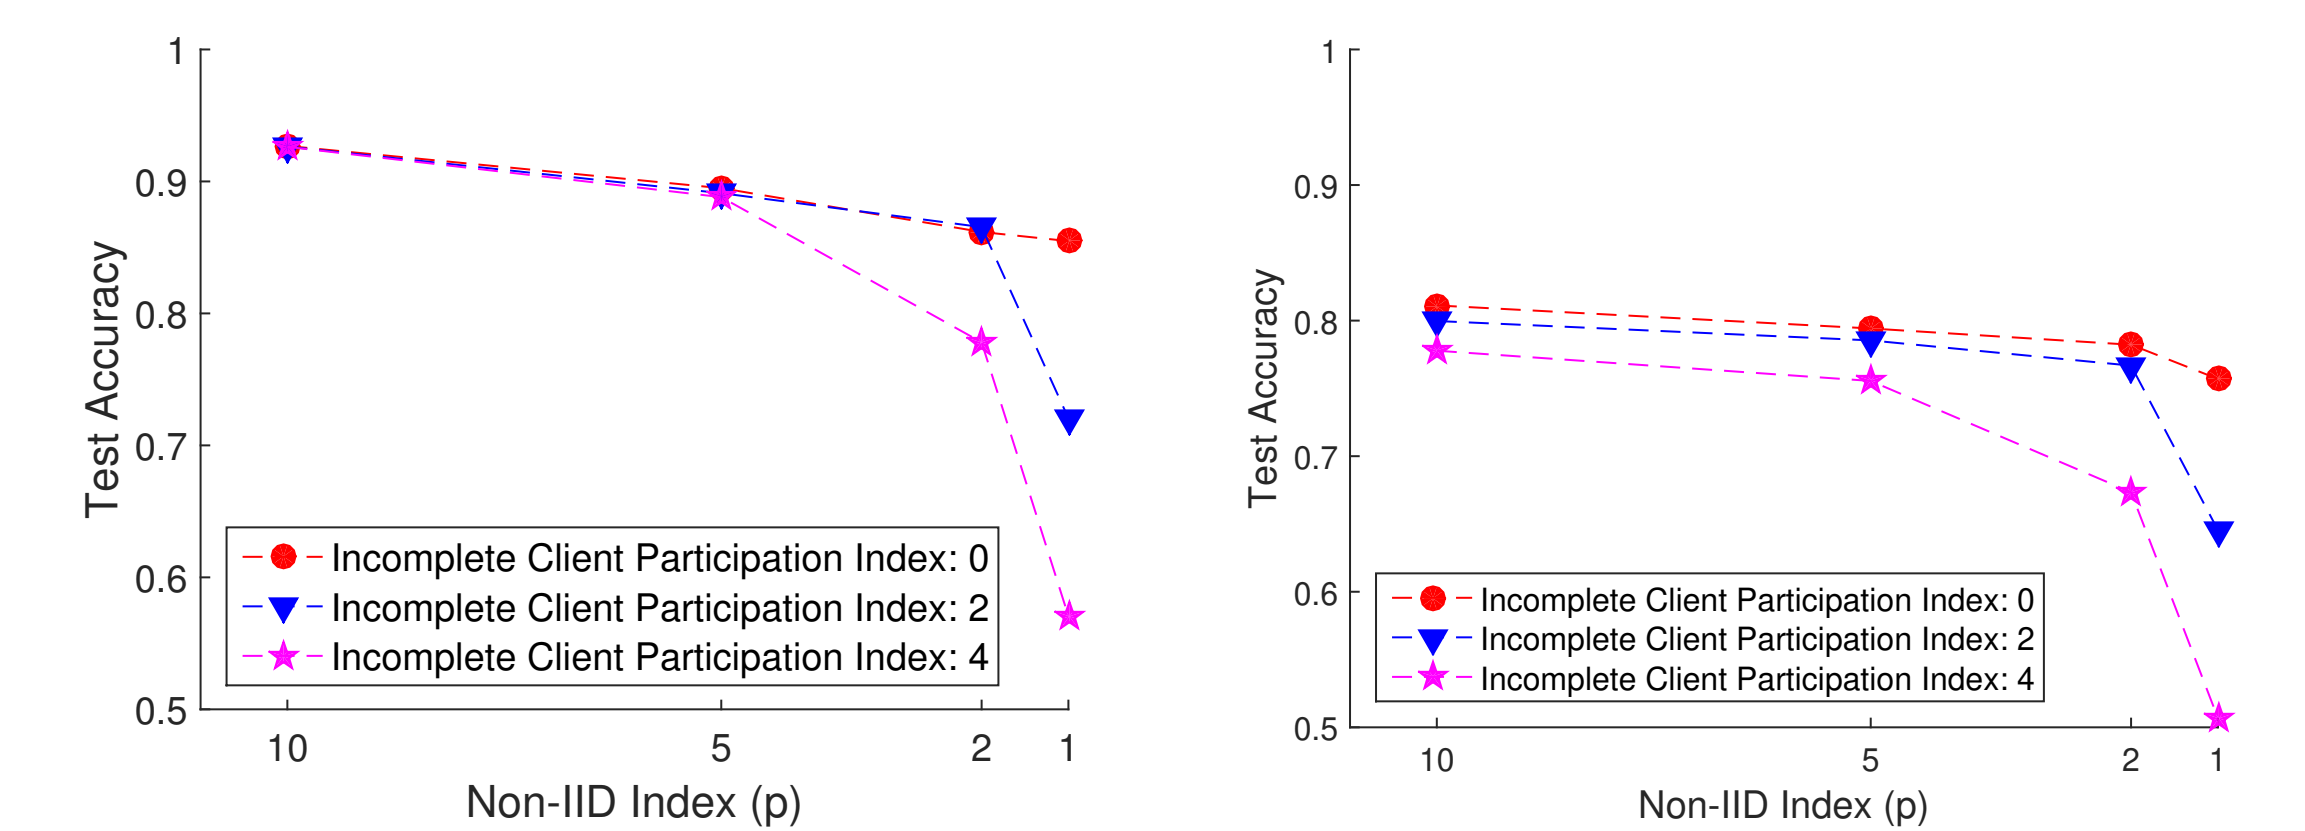 1
0.9
0.8
0.7
0.6
0.5
Test Accuracy
Incomplete Client Participation Index: 0
Incomplete Client Participation Index: 2
Incomplete Client Participation Index: 4
10 5 2 1
Non-IID Index (p)
1
0.9
0.8
0.7
0.6
0.5
Test Accuracy
Incomplete Client Participation Index: 0
Incomplete Client Participation Index: 2
Incomplete Client Participation Index: 4
10 5 2 1
Non-IID Index (p)